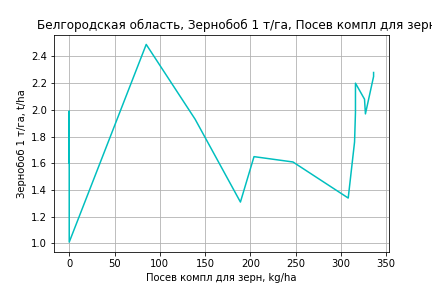 Белгородская область, Зернобоб 1 т/га, Посев компл для зерн
2.4
2.2
2.0
1.8
1.6
1.4
1.2
1.0
Зернобоб 1 т/га, t/ha
0 50 100 150 200 250 300 350
Посев компл для зерн, kg/ha